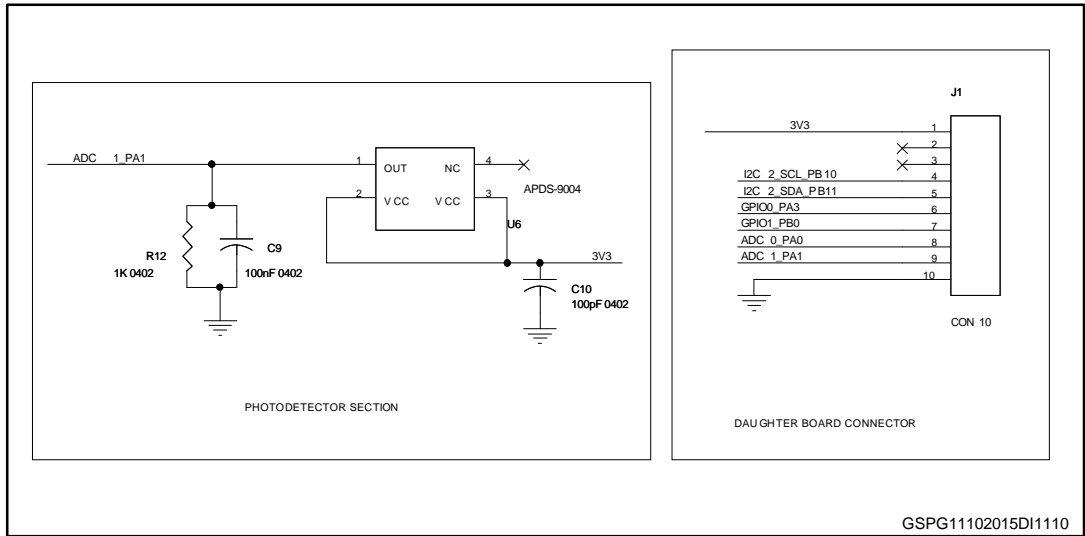 ADC 1_PA1
1
OUT
NC
4
APDS-9004
2
VCC
VCC
3
U6
R12
1K 0402
C9
100nF 0402
3V3
C10
100pF 0402
PHOTODETECTOR SECTION
J1
3V3
1
2
3
I2C 2_SCL_PB10
4
I2C 2_SDA_PB11
5
GPIO0_PA3
6
GPIO1_PB0
7
ADC 0_PA0
8
ADC 1_PA1
9
10
CON 10
DAUGHTER BOARD CONNECTOR
GSPG11102015DI1110